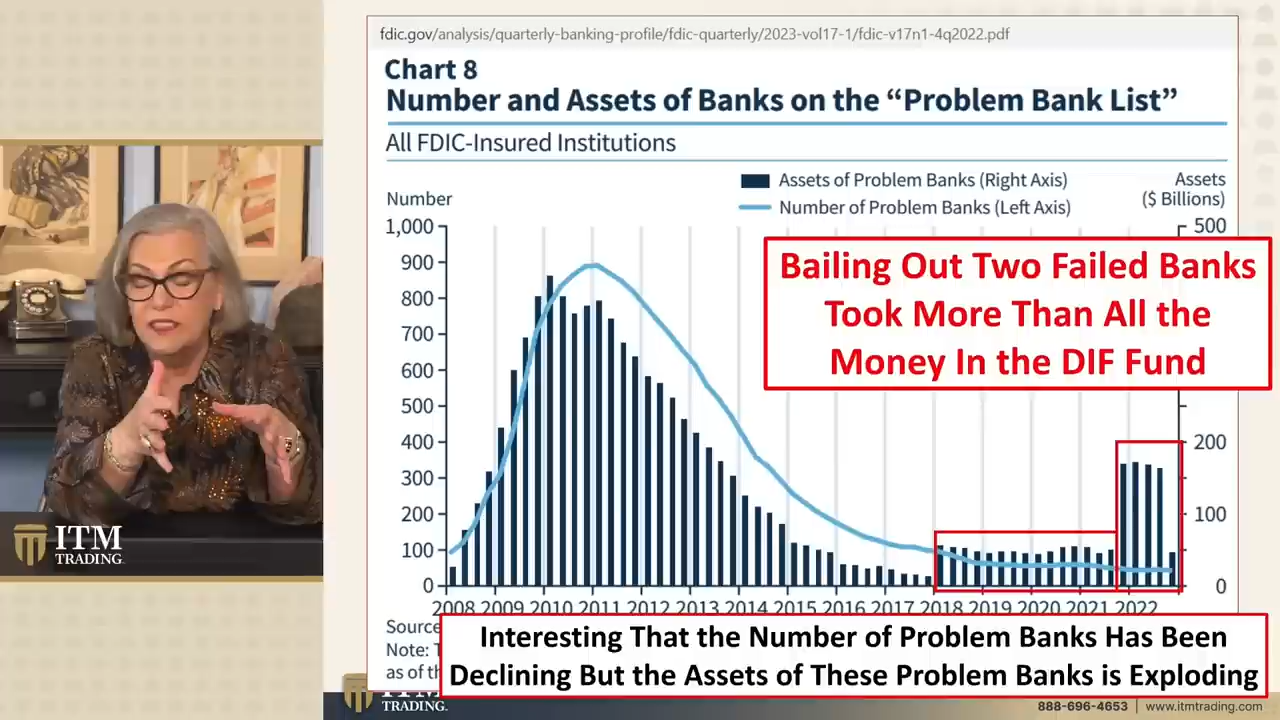 fdic.gov/analysis/quarterly-banking-profile/fdic-quarterly/2023-vol17-1/fdic-v17n1-4q2022.pdf
Chart 8
Number and Assets of Banks on the “Problem Bank List”
All FDIC-Insured Institutions
Number
Assets of Problem Banks (Right Axis)
Number of Problem Banks (Left Axis)
Assets
($ Billions)
1,000
900
800
700
600
500
400
300
200
100
0
500
200
100
0
Bailing Out Two Failed Banks
Took More Than All the
Money In the DIF Fund
2008 2009 2010 2011 2012 2013 2014 2015 2016 2017 2018 2019 2020 2021 2022
Source
Note:
as of
Interesting That the Number of Problem Banks Has Been
Declining But the Assets of These Problem Banks is Exploding
ITM
TRADING
TRADING
888-696-4653 | www.itmtrading.com